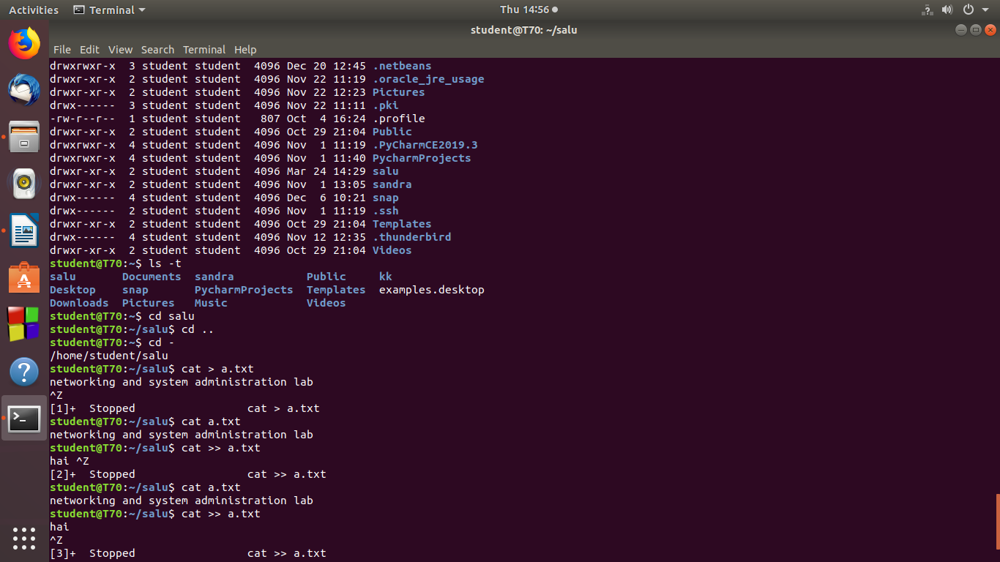 Activities Terminal Thu 14:56
student@T70: ~/salu
File Edit View Search Terminal Help
drwxrwxr-x  3 student student  4096 Dec 20 12:45 .netbeans
drwxr-xr-x  2 student student  4096 Nov 22 11:19 .oracle_jre_usage
drwxr-xr-x  2 student student  4096 Nov 22 12:23 Pictures
drwx------  3 student student  4096 Nov 22 11:11 .pki
-rw-r--r--  1 student student   807 Oct  4 16:24 .profile
drwxr-xr-x  2 student student  4096 Oct 29 21:04 Public
drwxrwxr-x  4 student student  4096 Nov  1 11:19 .PyCharmCE2019.3
drwxrwxr-x  4 student student  4096 Nov  1 11:40 PycharmProjects
drwxr-xr-x  2 student student  4096 Mar 24 14:29 salu
drwxr-xr-x  2 student student  4096 Nov  1 13:05 sandra
drwx------  4 student student  4096 Dec  6 10:21 snap
drwx------  2 student student  4096 Nov  1 11:19 .ssh
drwxr-xr-x  2 student student  4096 Oct 29 21:04 Templates
drwx------  4 student student  4096 Nov 12 12:35 .thunderbird
drwxr-xr-x  2 student student  4096 Oct 29 21:04 Videos
student@T70:~$ ls -t
salu       Documents  sandra           Public     kk
Desktop    snap       PycharmProjects  Templates  examples.desktop
Downloads  Pictures   Music            Videos
student@T70:~$ cd salu
student@T70:~/salu$ cd ..
student@T70:~$ cd -
/home/student/salu
student@T70:~/salu$ cat > a.txt
networking and system administration lab
^Z
[1]+  Stopped                 cat > a.txt
student@T70:~/salu$ cat a.txt
networking and system administration lab
student@T70:~/salu$ cat >> a.txt
hai ^Z
[2]+  Stopped                 cat >> a.txt
student@T70:~/salu$ cat a.txt
networking and system administration lab
student@T70:~/salu$ cat >> a.txt
hai
^Z
[3]+  Stopped                 cat >> a.txt